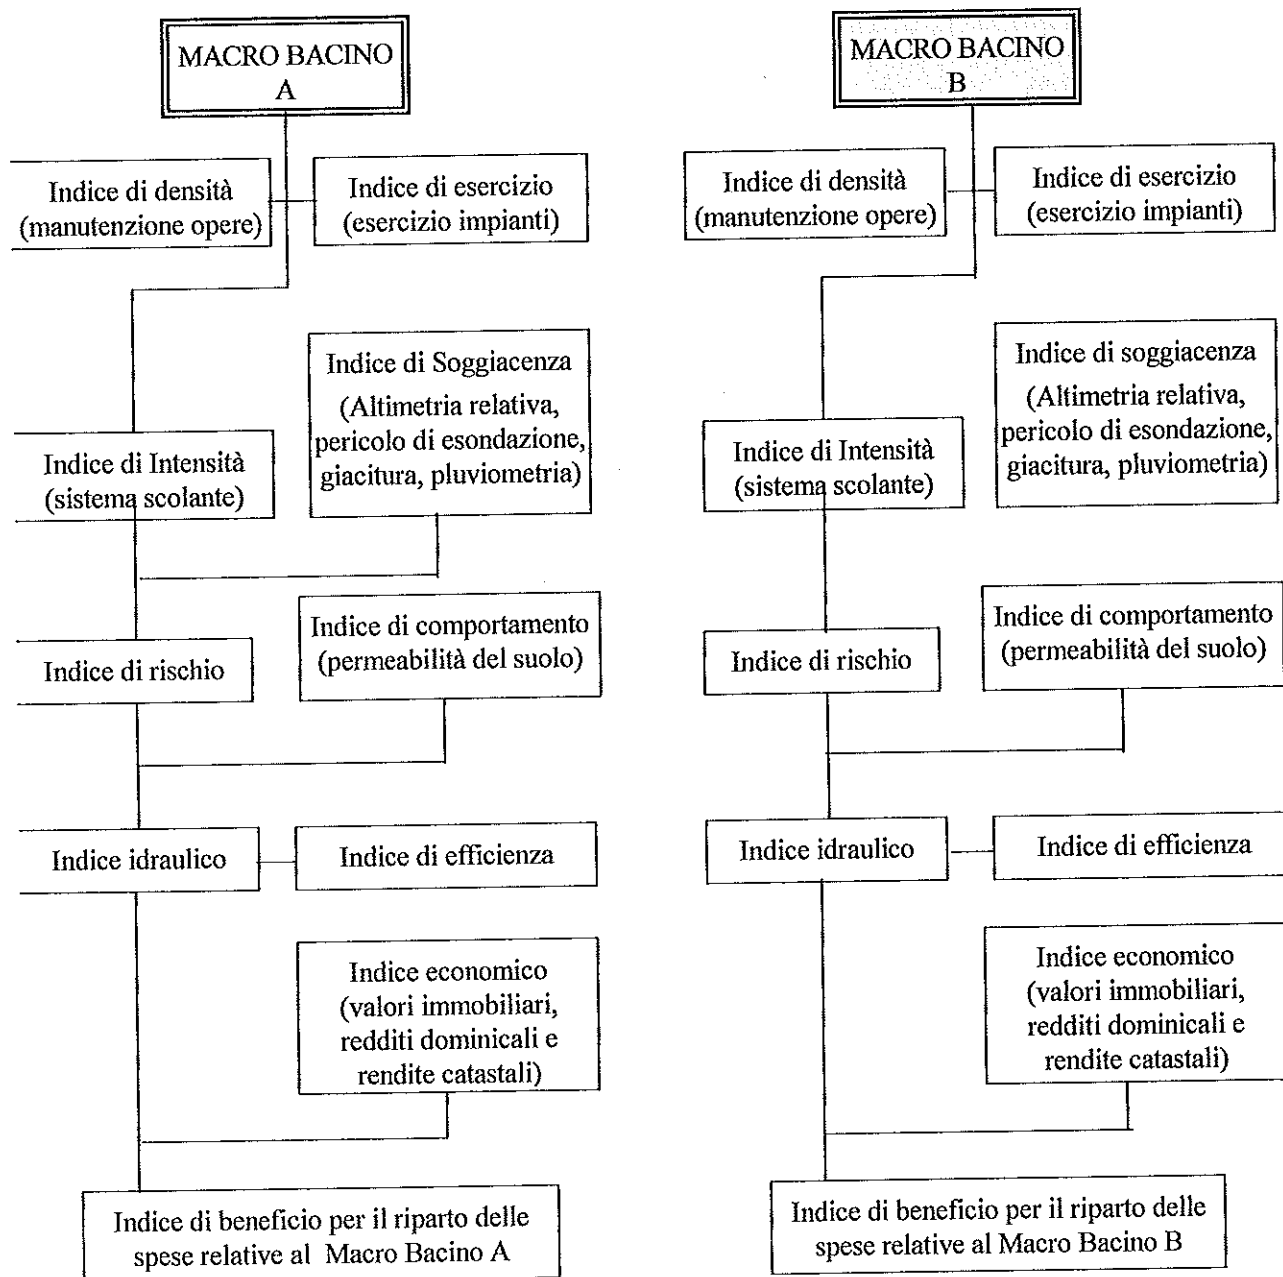 MACRO BACINO
A
Indice di densità
(manutenzione opere)
Indice di esercizio
(esercizio impianti)
Indice di Soggiacenza
(Altimetria relativa,
pericolo di esondazione,
giacitura, pluviometria)
Indice di Intensità
(sistema scolante)
Indice di comportamento
(permeabilità del suolo)
Indice di rischio
Indice idraulico
Indice di efficienza
Indice economico
(valori immobiliari,
redditi dominicali e
rendite catastali)
Indice di beneficio per il riparto delle
spese relative al Macro Bacino A
MACRO BACINO
B
Indice di densità
(manutenzione opere)
Indice di esercizio
(esercizio impianti)
Indice di soggiacenza
(Altimetria relativa,
pericolo di esondazione,
giacitura, pluviometria)
Indice di Intensità
(sistema scolante)
Indice di comportamento
(permeabilità del suolo)
Indice di rischio
Indice idraulico
Indice di efficienza
Indice economico
(valori immobiliari,
redditi dominicali e
rendite catastali)
Indice di beneficio per il riparto delle
spese relative al Macro Bacino B